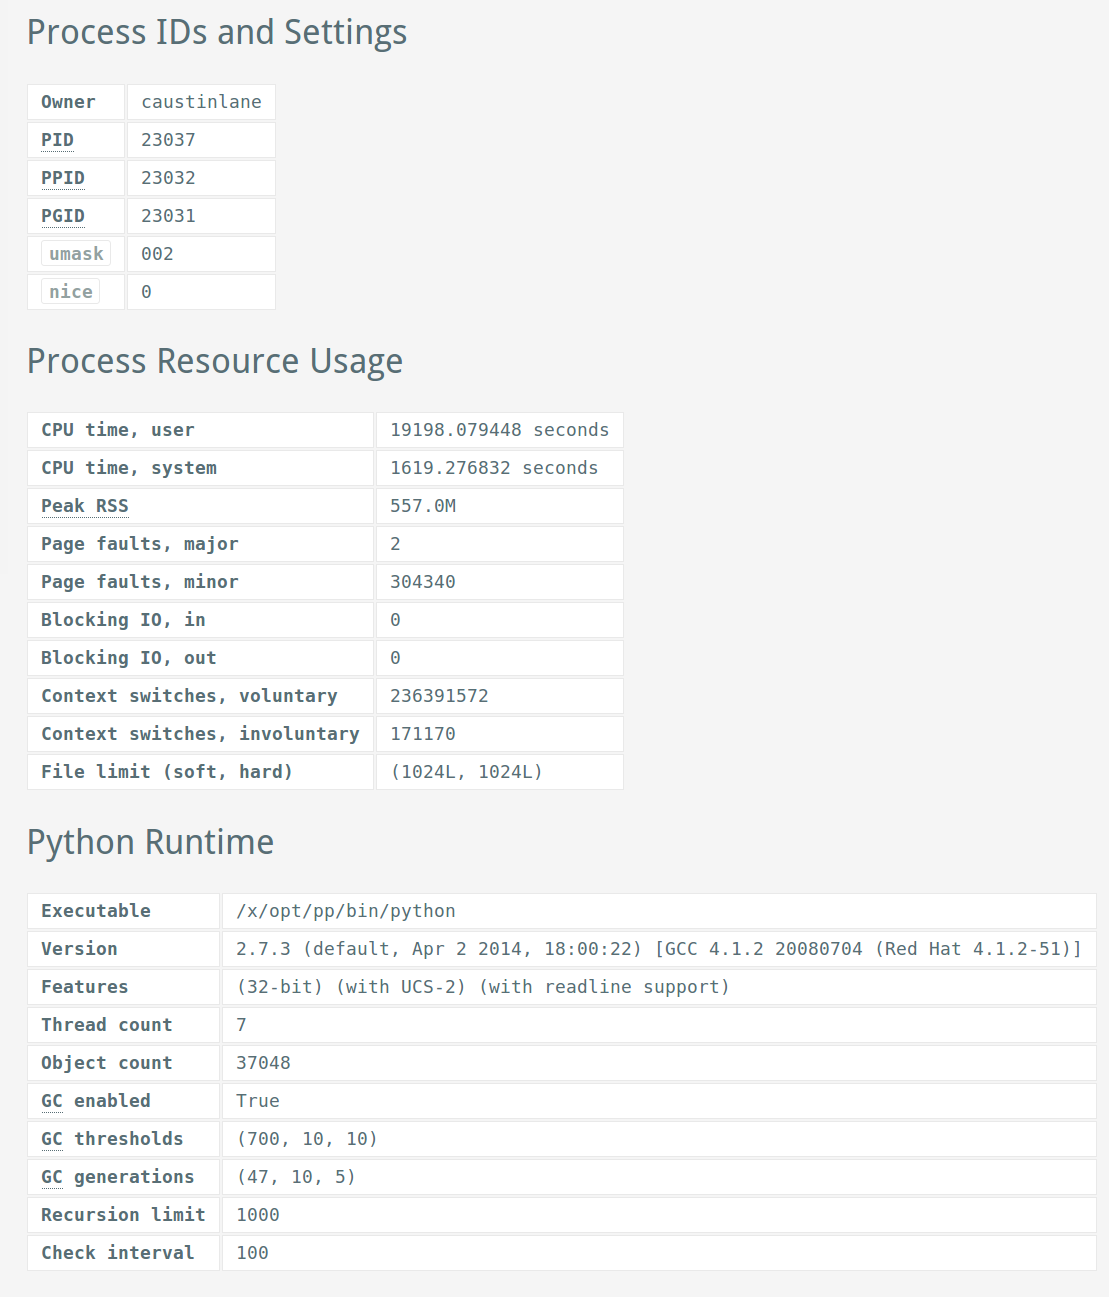 Process IDs and Settings
Owner caustinlane
PID 23037
PPID 23032
PGID 23031
umask 002
nice 0
Process Resource Usage
CPU time, user 19198.079448 seconds
CPU time, system 1619.276832 seconds
Peak RSS 557.0M
Page faults, major 2
Page faults, minor 304340
Blocking IO, in 0
Blocking IO, out 0
Context switches, voluntary 236391572
Context switches, involuntary 171170
File limit (soft, hard) (1024L, 1024L)
Python Runtime
Executable /x/opt/pp/bin/python
Version 2.7.3 (default, Apr 2 2014, 18:00:22) [GCC 4.1.2 20080704 (Red Hat 4.1.2-51)]
Features (32-bit) (with UCS-2) (with readline support)
Thread count 7
Object count 37048
GC enabled True
GC thresholds (700, 10, 10)
GC generations (47, 10, 5)
Recursion limit 1000
Check interval 100